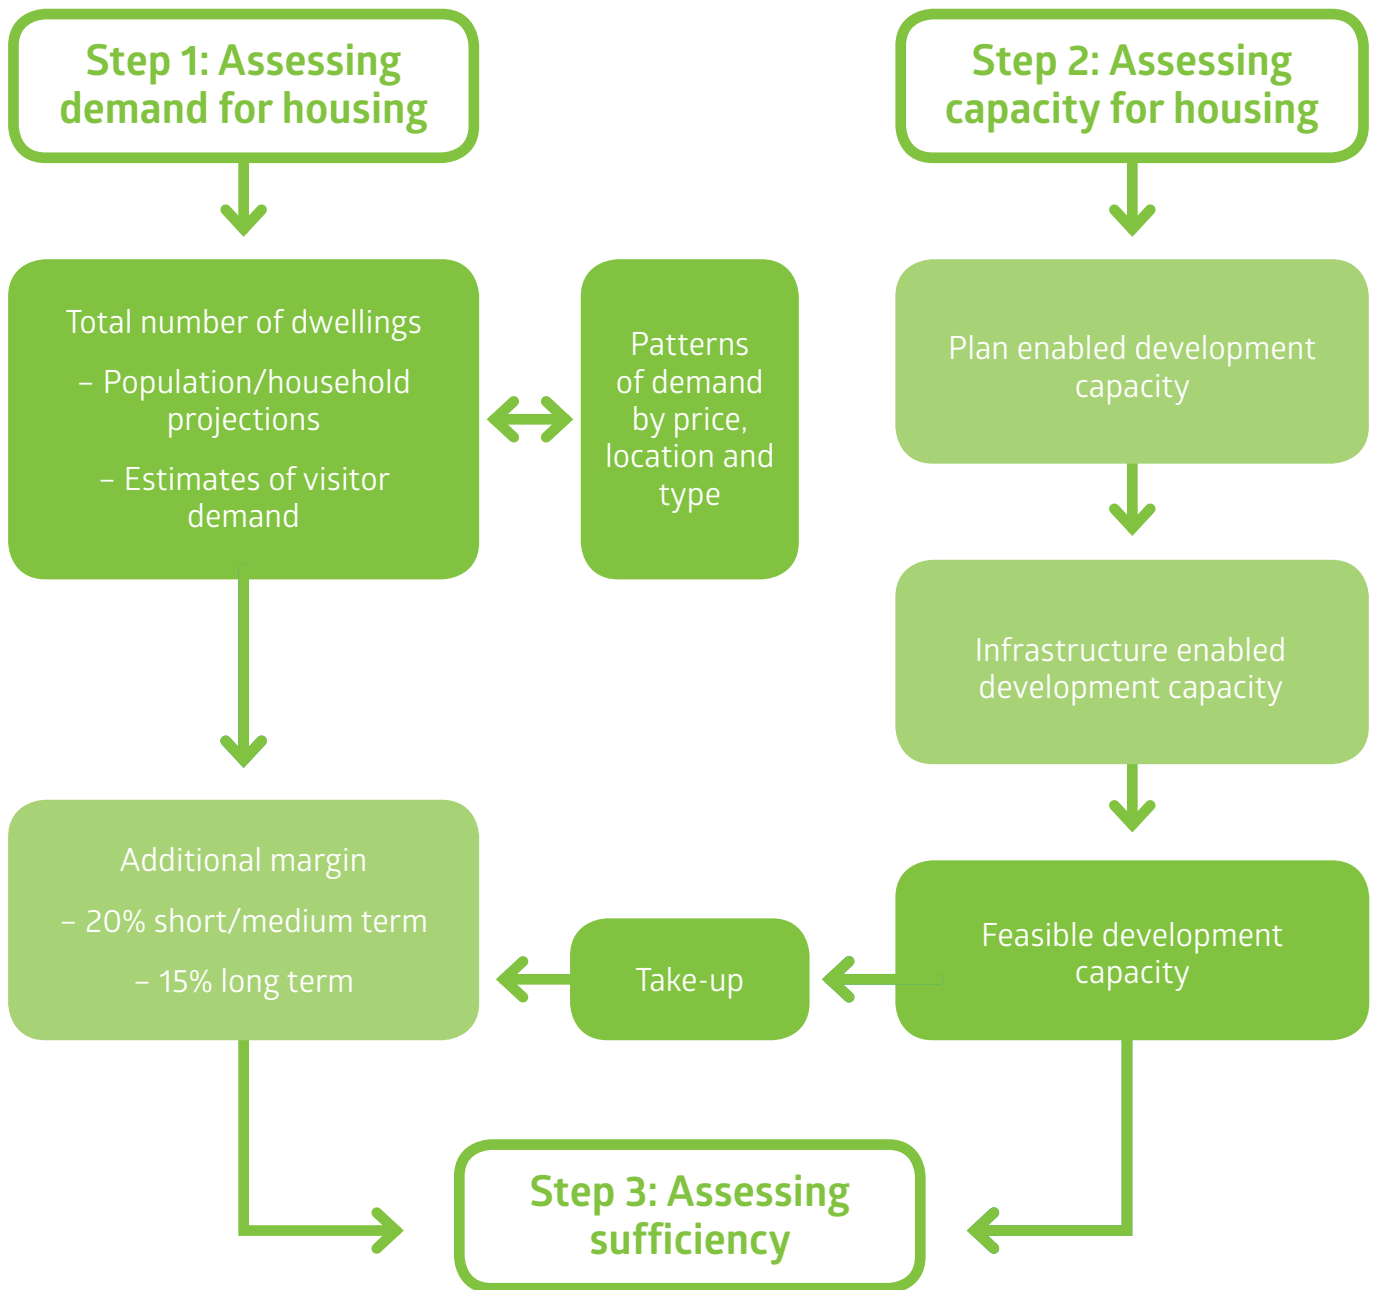 Step 1: Assessing
demand for housing
Total number of dwellings
– Population/household
projections
– Estimates of visitor
demand
Patterns
of demand
by price,
location and
type
Additional margin
– 20% short/medium term
– 15% long term
Take-up
Step 2: Assessing
capacity for housing
Plan enabled development
capacity
Infrastructure enabled
development capacity
Feasible development
capacity
Step 3: Assessing
sufficiency